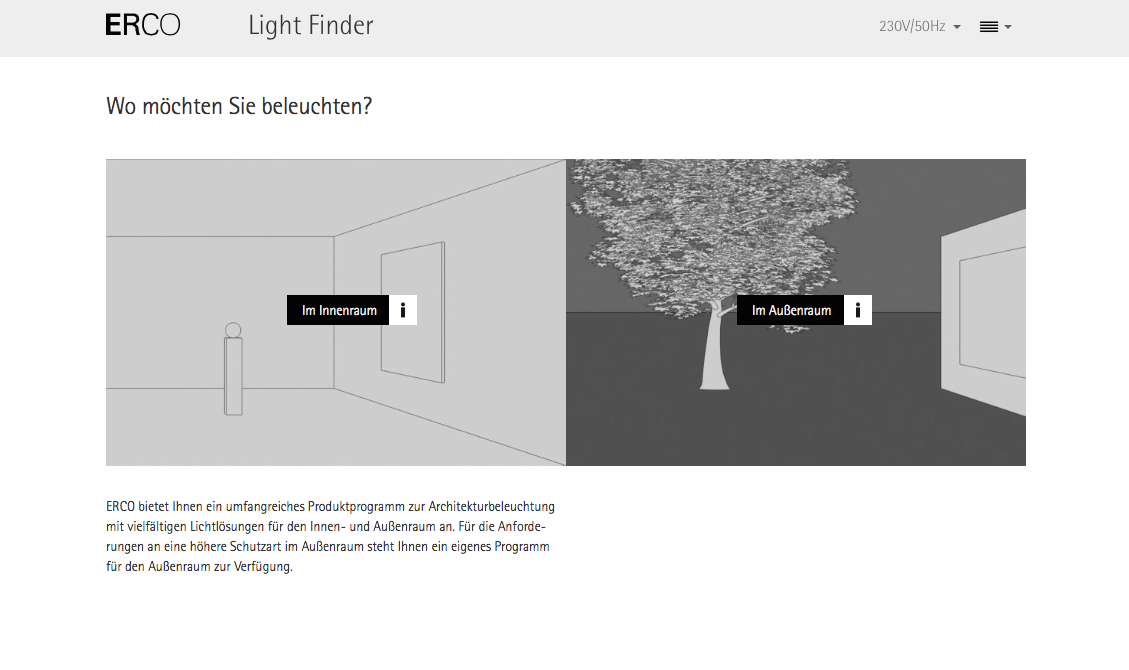 ERCO
Light Finder
230V/50Hz
Wo möchten Sie beleuchten?
Im Innenraum
i
Im Außenraum
i
ERCO bietet Ihnen ein umfangreiches Produktprogramm zur Architekturbeleuchtung
mit vielfältigen Lichtlösungen für den Innen- und Außenraum an. Für die Anforde-
rungen an eine höhere Schutzart im Außenraum steht Ihnen ein eigenes Programm
für den Außenraum zur Verfügung.